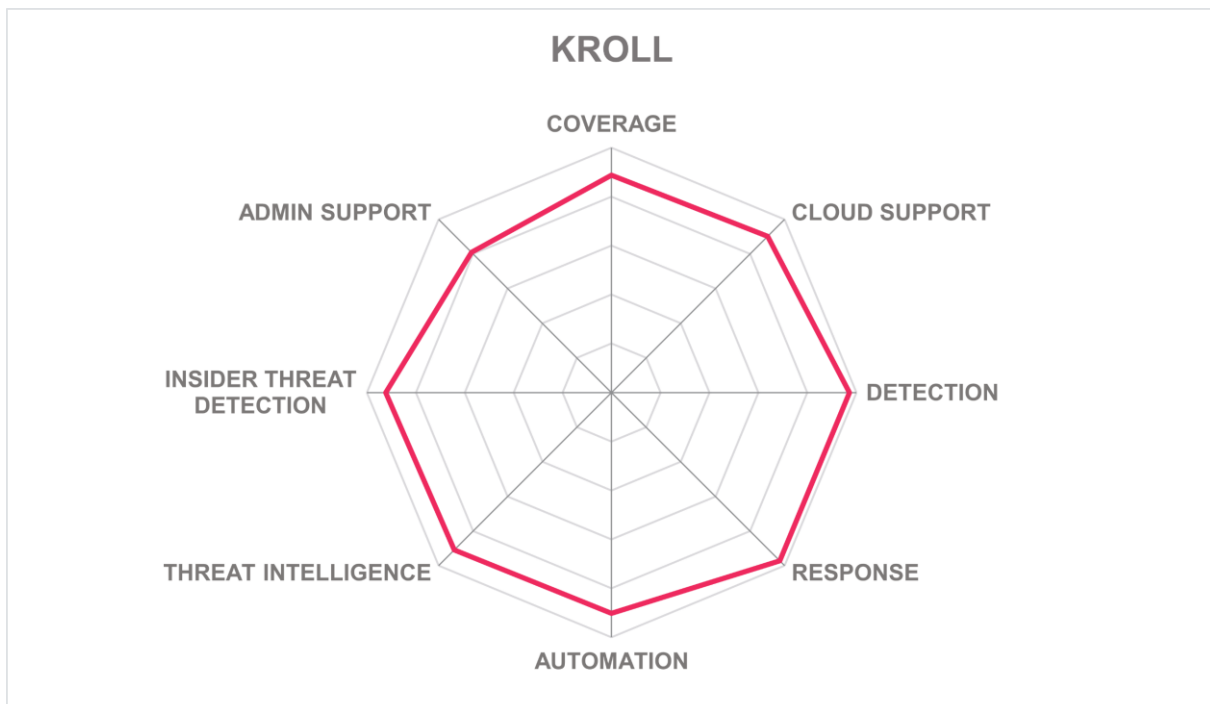 KROLL
COVERAGE
ADMIN SUPPORT
CLOUD SUPPORT
INSIDER THREAT
DETECTION
DETECTION
THREAT INTELLIGENCE
RESPONSE
AUTOMATION